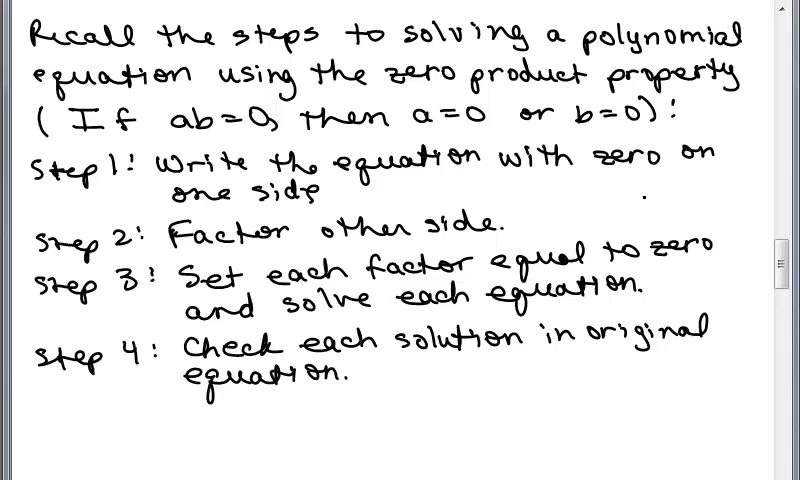 Recall the steps to solving a polynomial
equation using the zero product property
( If ab=0, then a=0 or b=0):
Step 1: Write the equation with zero on
one side
Step 2: Factor other side.
Step 3: Set each factor equal to zero
and solve each equation.
Step 4: Check each solution in original
equation.